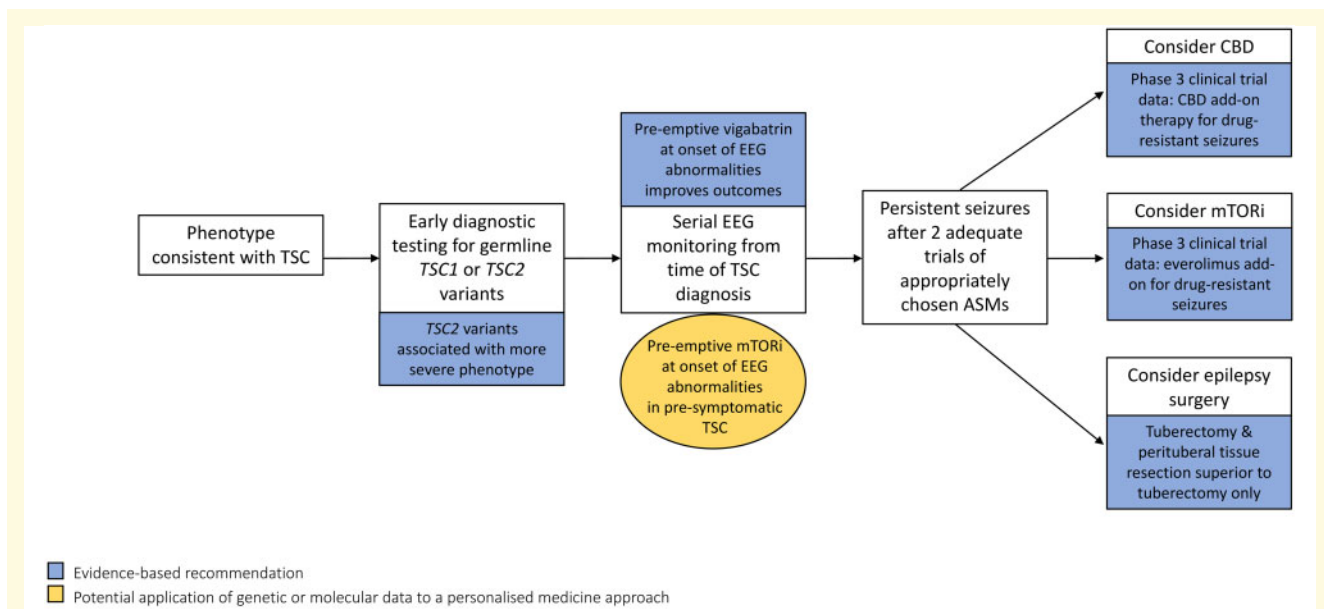 Phenotype
consistent with TSC
Early diagnostic
testing for germline
TSC1 or TSC2
variants
TSC2 variants
associated with more
severe phenotype
Pre-emptive vigabatrin
at onset of EEG
abnormalities
improves outcomes
Serial EEG
monitoring from
time of TSC
diagnosis
Pre-emptive mTORi
at onset of EEG
abnormalities
in pre-symptomatic
TSC
Persistent seizures
after 2 adequate
trials of
appropriately
chosen ASMs
Consider CBD
Phase 3 clinical trial
data: CBD add-on
therapy for drug-
resistant seizures
Consider mTORi
Phase 3 clinical trial
data: everolimus add-
on for drug-resistant
seizures
Consider epilepsy
surgery
Tuberectomy &
perituberal tissue
resection superior to
tuberectomy only
Evidence-based recommendation
Potential application of genetic or molecular data to a personalised medicine approach